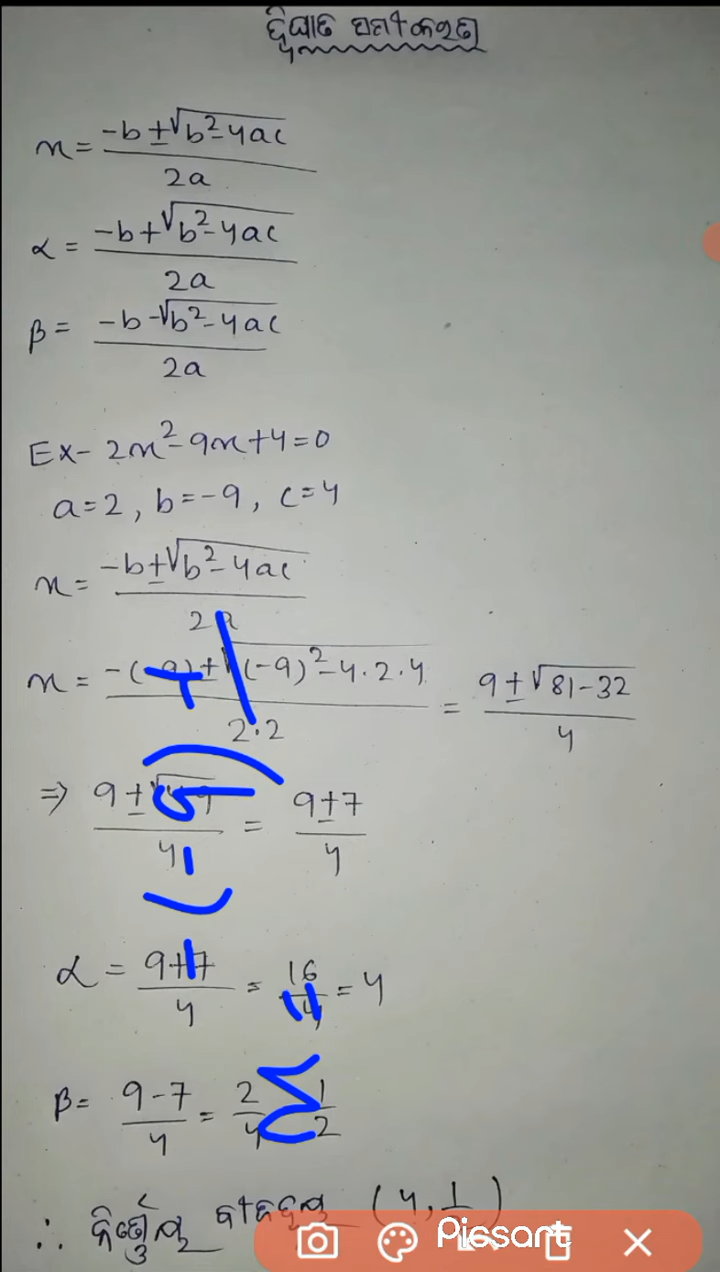 ଦ୍ବିଘାତ ସମୀକରଣ
x = (-b ± √(b² - 4ac)) / 2a
α = (-b + √(b² - 4ac)) / 2a
β = (-b - √(b² - 4ac)) / 2a
Ex- 2x² - 9x + 4 = 0
a = 2, b = -9, c = 4
x = (-b ± √(b² - 4ac)) / 2a
x = (-(-9) ± √((-9)² - 4·2·4)) / 2·2 = (9 ± √(81 - 32)) / 4
⇒ (9 ± √49) / 4 = (9 ± 7) / 4
α = (9+7) / 4 = 16/4 = 4
β = (9-7) / 4 = 2/4 = 1/2
∴ ନିର୍ଣ୍ଣେୟ ବୀଜଦ୍ବୟ (4, 1
Picsart